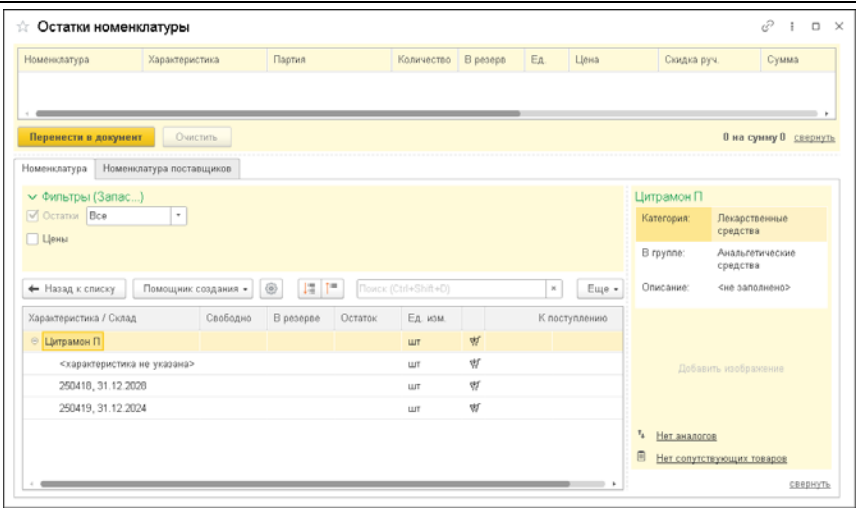 Остатки номенклатуры
Номенклатура Характеристика Партия Количество В резерв Ед. Цена Скидка руч. Сумма
Перенести в документ Очистить 0 на сумму 0 свернуть
Номенклатура Номенклатура поставщиков
Фильтры (Запас...)
Остатки Все
Цены
Назад к списку Помощник создания Поиск (Ctrl+Shift+D) × Еще
Характеристика / Склад Свободно В резерве Остаток Ед. изм. К поступлению
Цитрамон П шт
<характеристика не указана> шт
250418, 31.12.2028 шт
250419, 31.12.2024 шт
Цитрамон П
Категория: Лекарственные
средства
В группе: Анальгетические
средства
Описание: <не заполнено>
Добавить изображение
Нет аналогов
Нет сопутствующих товаров
свернуть